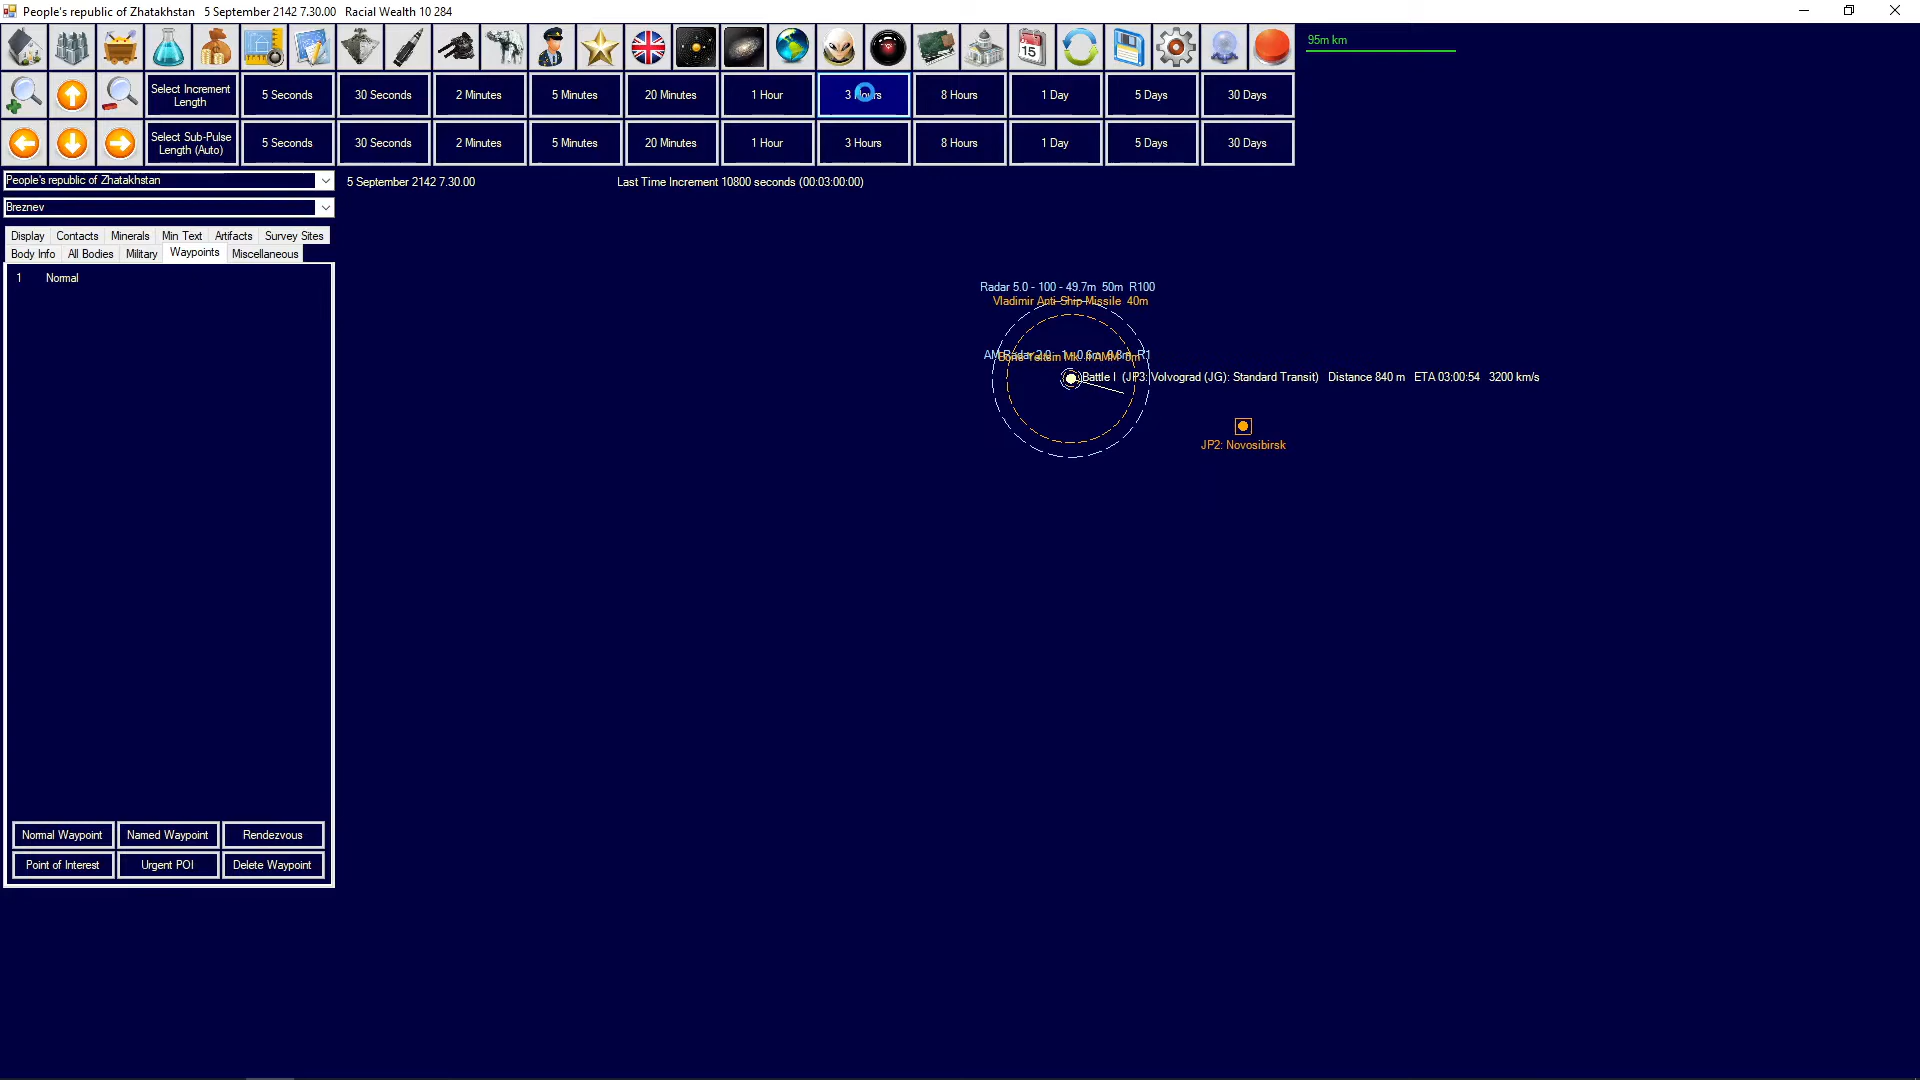 People's republic of Zhatakhstan   5 September 2142 7.30.00   Racial Wealth 10 284
95m km
15
Select Increment Length
5 Seconds
30 Seconds
2 Minutes
5 Minutes
20 Minutes
1 Hour
3 Hours
8 Hours
1 Day
5 Days
30 Days
Select Sub-Pulse Length (Auto)
5 Seconds
30 Seconds
2 Minutes
5 Minutes
20 Minutes
1 Hour
3 Hours
8 Hours
1 Day
5 Days
30 Days
People's republic of Zhatakhstan
5 September 2142 7.30.00
Last Time Increment 10800 seconds (00:03:00:00)
Breznev
Display   Contacts   Minerals   Min Text   Artifacts   Survey Sites
Body Info   All Bodies   Military   Waypoints   Miscellaneous
1   Normal
Radar 5.0 - 100 - 49.7m  50m  R100
Vladimir Anti-Ship Missile  40m
AM Radar 2.0
Battle I  (JP3: Volvograd (JG): Standard Transit)   Distance 840 m   ETA 03:00:54   3200 km/s
JP2: Novosibirsk
Normal Waypoint   Named Waypoint   Rendezvous
Point of Interest   Urgent POI   Delete Waypoint